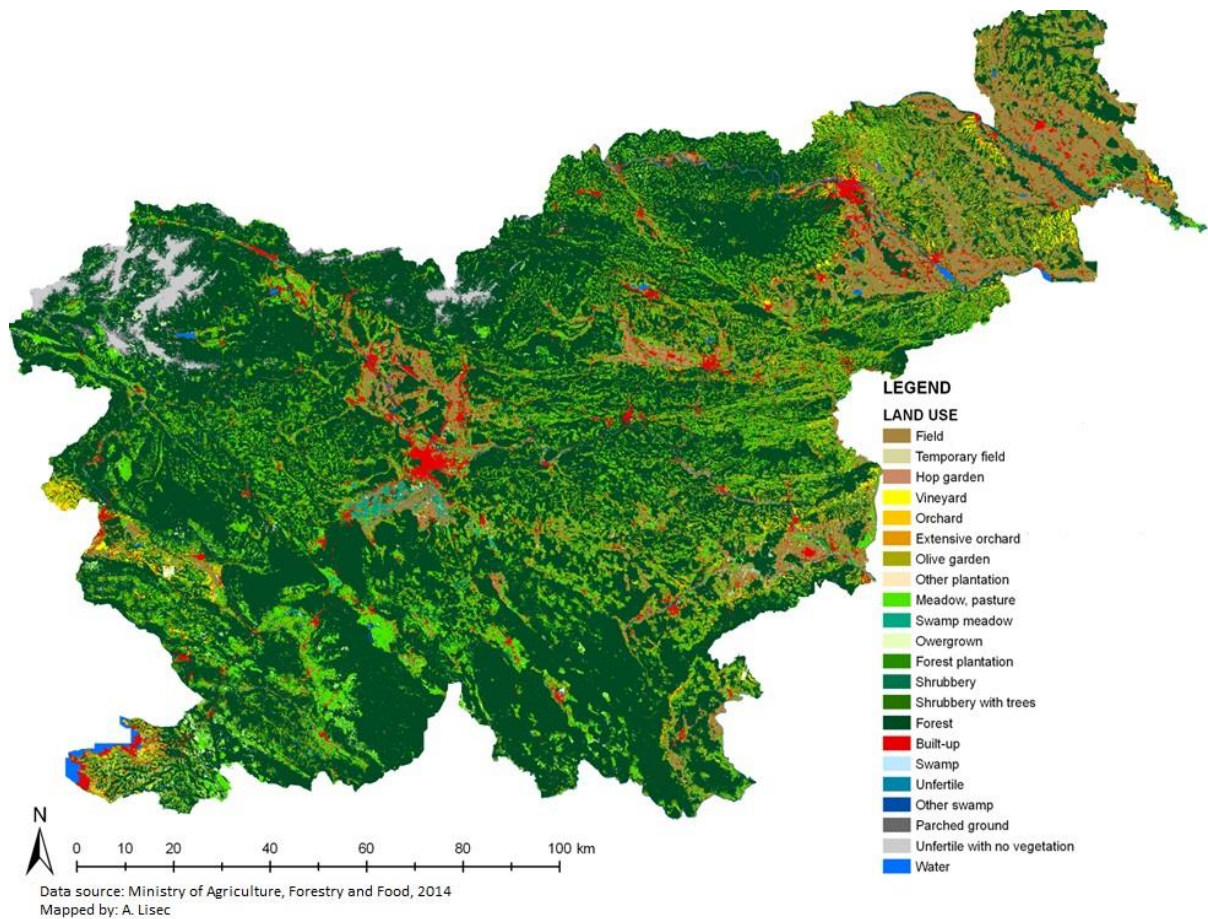 LEGEND
LAND USE
Field
Temporary field
Hop garden
Vineyard
Orchard
Extensive orchard
Olive garden
Other plantation
Meadow, pasture
Swamp meadow
Owergrown
Forest plantation
Shrubbery
Shrubbery with trees
Forest
Built-up
Swamp
Unfertile
Other swamp
Parched ground
Unfertile with no vegetation
Water
N
0 10 20 40 60 80 100 km
Data source: Ministry of Agriculture, Forestry and Food, 2014
Mapped by: A. Lisec